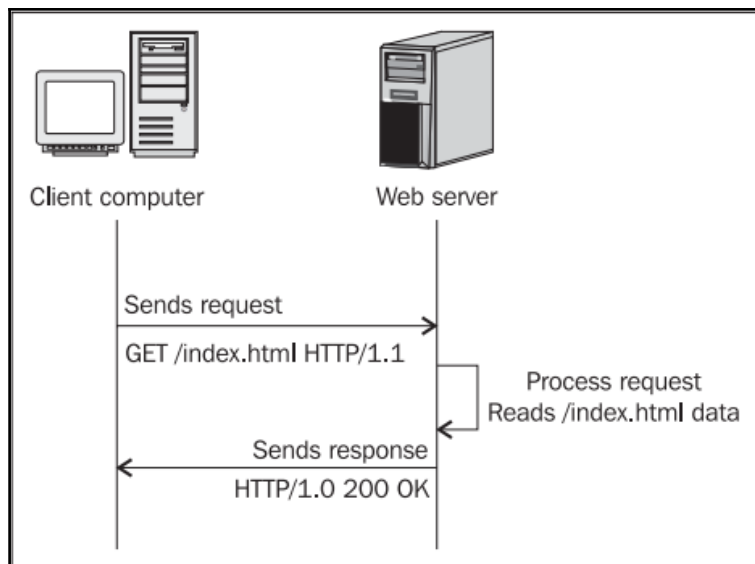 Client computer
Web server
Sends request
GET /index.html HTTP/1.1
Process request
Reads /index.html data
Sends response
HTTP/1.0 200 OK